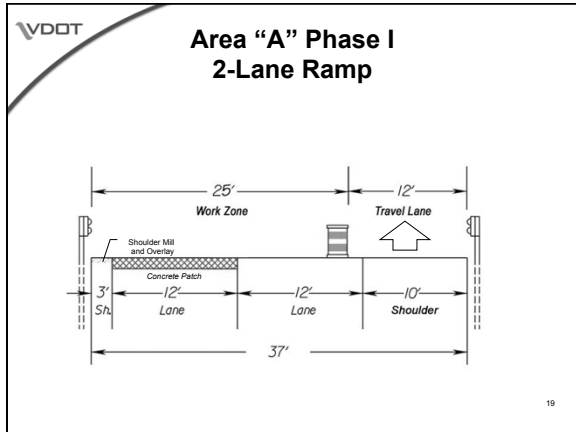 VDOT
Area “A” Phase I
2-Lane Ramp
25’
12’
Work Zone
Travel Lane
Shoulder Mill
and Overlay
Concrete Patch
3’
12’
12’
10’
Sh.
Lane
Lane
Shoulder
37’
19